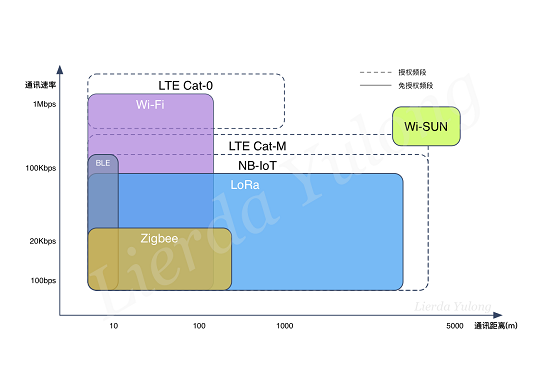 通讯速率
LTE Cat-0
授权频段
免授权频段
1Mbps
Wi-Fi
Wi-SUN
LTE Cat-M
BLE
NB-IoT
100Kbps
LoRa
20Kbps
Zigbee
100bps
Lierda Yulong
Lierda Yulong
10
100
1000
5000
通讯距离(m)